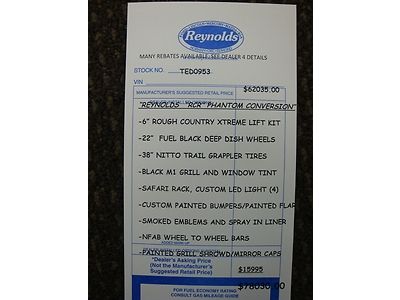 Reynolds
MANY REBATES AVAILABLE!SEE DEALER 4 DETAILS
STOCK NO. TED0953
VIN
MANUFACTURER'S SUGGESTED RETAIL PRICE $62035.00
"REYNOLDS "RCR" PHANTOM CONVERSION"
-6" ROUGH COUNTRY XTREME LIFT KIT
-22" FUEL BLACK DEEP DISH WHEELS
-38" NITTO TRAIL GRAPPLER TIRES
-BLACK M1 GRILL AND WINDOW TINT
-SAFARI RACK, CUSTOM LED LIGHT (4)
-CUSTOM PAINTED BUMPERS/PAINTED FLAR
-SMOKED EMBLEMS AND SPRAY IN LINER
-NFAB WHEEL TO WHEEL BARS
ADDED MARK-UP
-PAINTED GRILL SHROWD/MIRROR CAPS
"Dealer's Asking Price
(Not the Manufacturer's
Suggested Retail Price) $15995
$78030.00
FOR FUEL ECONOMY RATING
CONSULT GAS MILEAGE GUIDE